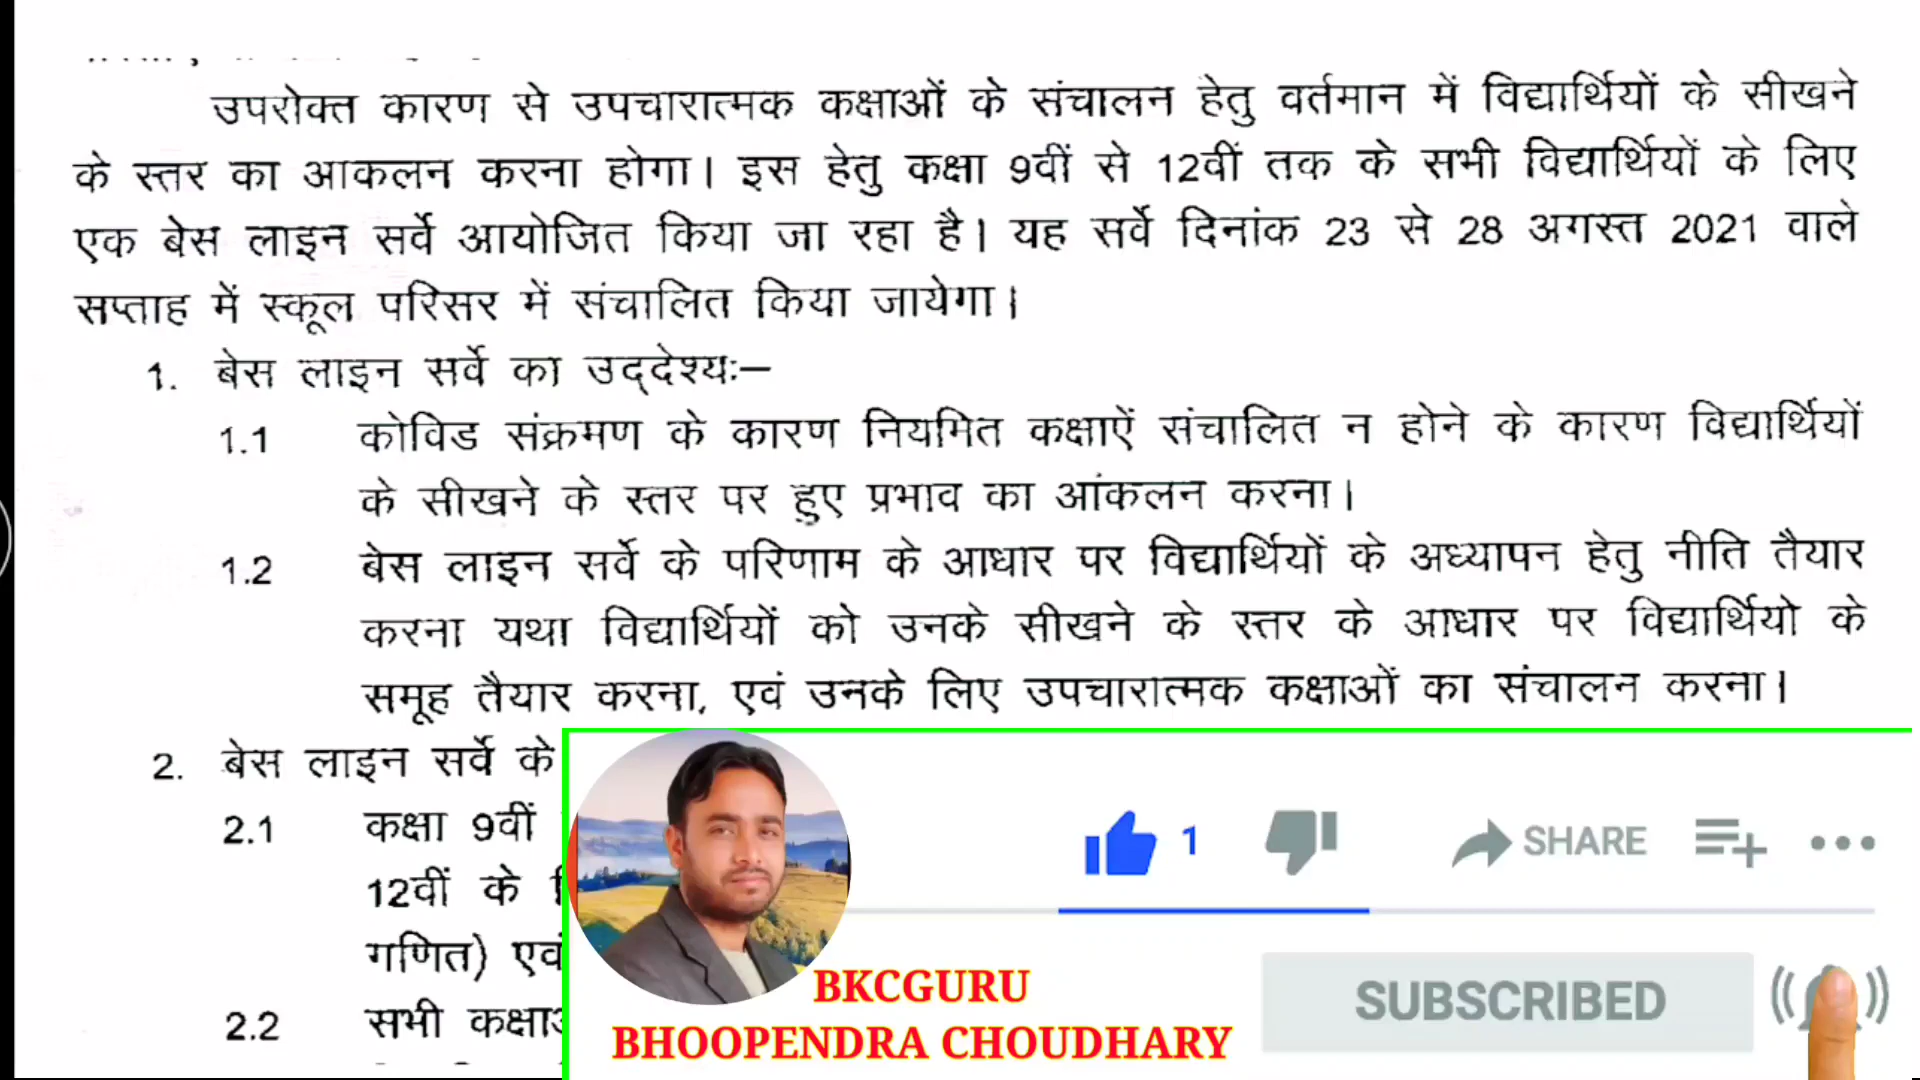 उपरोक्त कारण से उपचारात्मक कक्षाओं के संचालन हेतु वर्तमान में विद्यार्थियों के सीखने
के स्तर का आकलन करना होगा। इस हेतु कक्षा 9वीं से 12वीं तक के सभी विद्यार्थियों के लिए
एक बेस लाइन सर्वे आयोजित किया जा रहा है। यह सर्वे दिनांक 23 से 28 अगस्त 2021 वाले
सप्ताह में स्कूल परिसर में संचालित किया जायेगा।
1. बेस लाइन सर्वे का उद्देश्यः–
1.1 कोविड संक्रमण के कारण नियमित कक्षाऐं संचालित न होने के कारण विद्यार्थियों
के सीखने के स्तर पर हुए प्रभाव का आंकलन करना।
1.2 बेस लाइन सर्वे के परिणाम के आधार पर विद्यार्थियों के अध्यापन हेतु नीति तैयार
करना यथा विद्यार्थियों को उनके सीखने के स्तर के आधार पर विद्यार्थियो के
समूह तैयार करना, एवं उनके लिए उपचारात्मक कक्षाओं का संचालन करना।
2. बेस लाइन सर्वे के
2.1 कक्षा 9वीं
12वीं के
गणित) एवं
2.2 सभी
1 SHARE
BKCGURU
BHOOPENDRA CHOUDHARY
SUBSCRIBED